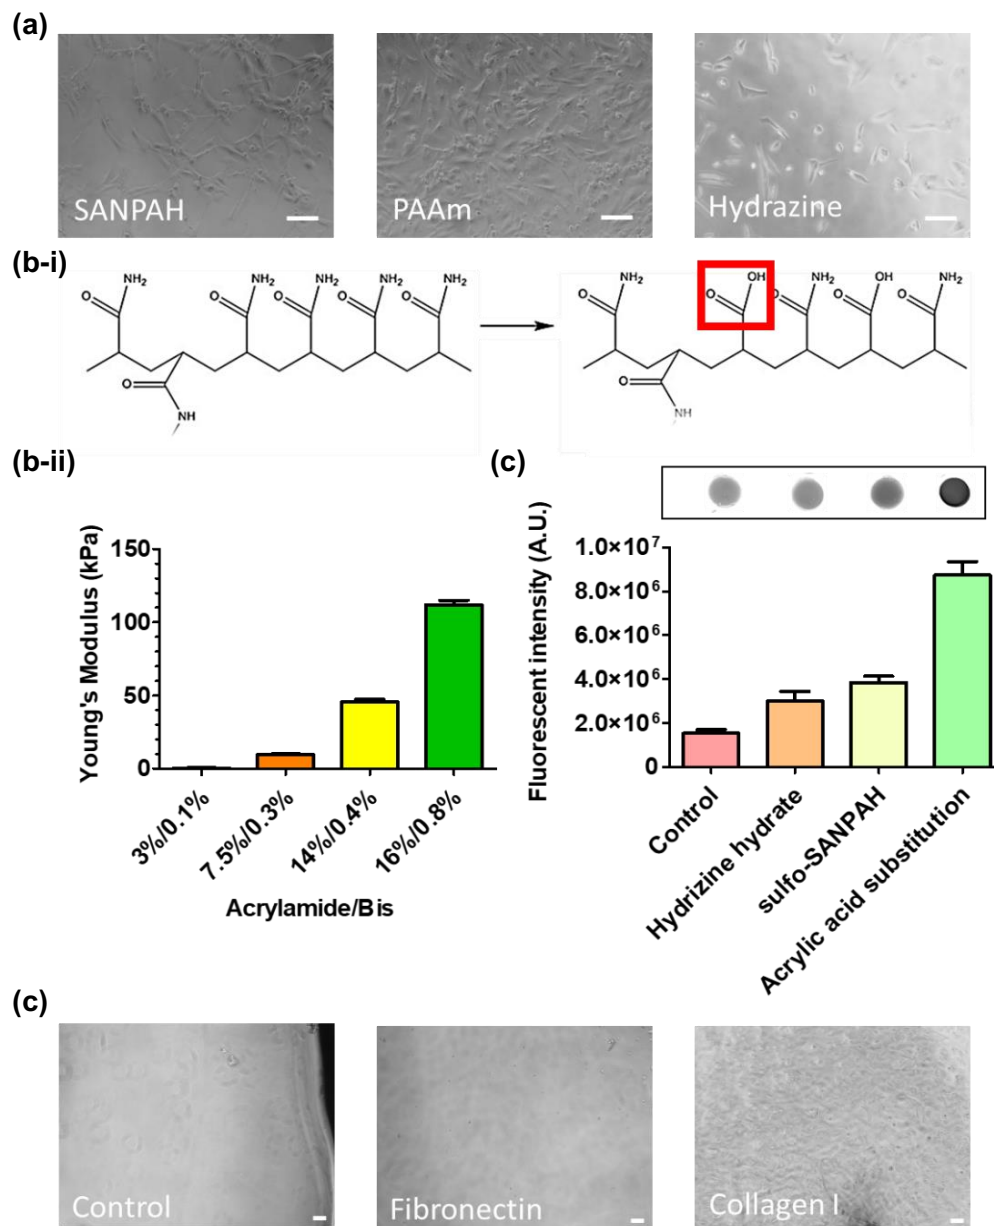 (a)
SANPAH
PAAm
Hydrazine
(b-i)
NH₂ NH₂ NH₂ NH₂ NH₂
O O O O O
O
NH
NH₂ OH NH₂ OH NH₂
O O O O O
O
NH
(b-ii)
Young's Modulus (kPa)
150
100
50
0
3%/0.1%
7.5%/0.3%
14%/0.4%
16%/0.8%
Acrylamide/Bis
(c)
Fluorescent intensity (A.U.)
1.0×10⁷
8.0×10⁶
6.0×10⁶
4.0×10⁶
2.0×10⁶
0
Control
Hydrizine hydrate
sulfo-SANPAH
Acrylic acid substitution
(c)
Control
Fibronectin
Collagen I